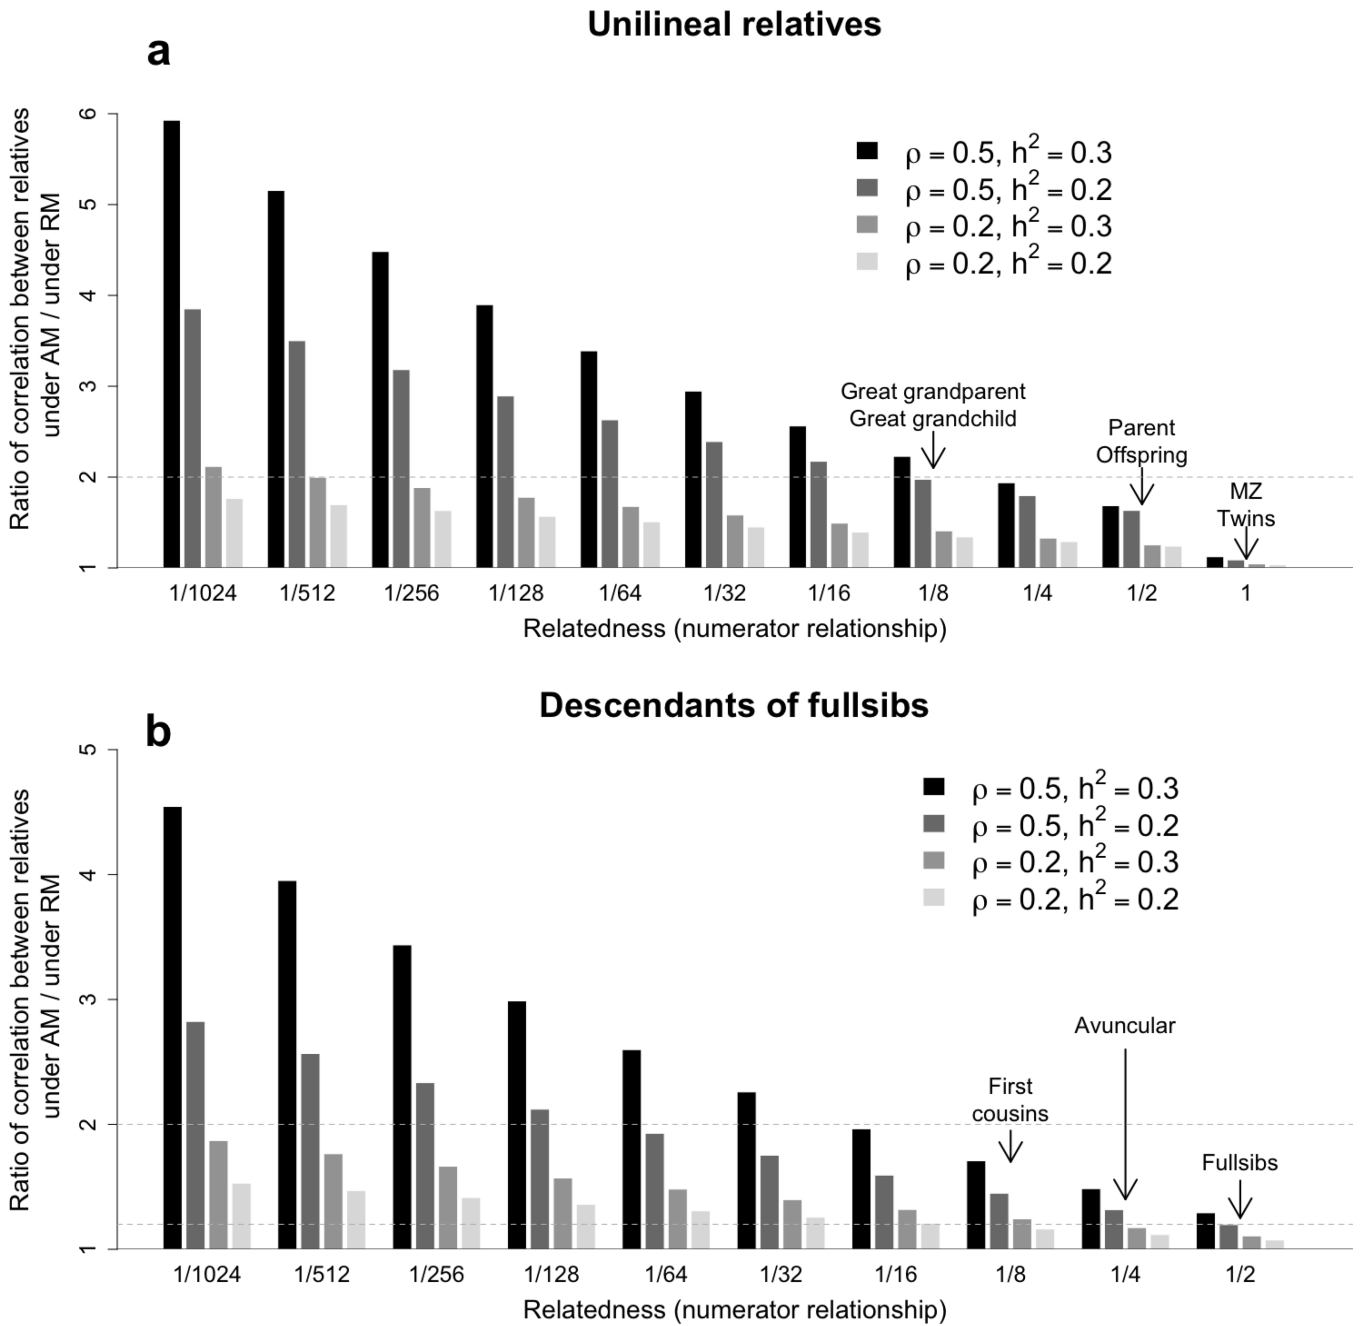 Unilineal relatives
a
Ratio of correlation between relatives
under AM / under RM
6
5
4
3
2
1
ρ = 0.5, h² = 0.3
ρ = 0.5, h² = 0.2
ρ = 0.2, h² = 0.3
ρ = 0.2, h² = 0.2
Great grandparent
Great grandchild
Parent
Offspring
MZ
Twins
1/1024 1/512 1/256 1/128 1/64 1/32 1/16 1/8 1/4 1/2 1
Relatedness (numerator relationship)
Descendants of fullsibs
b
Ratio of correlation between relatives
under AM / under RM
5
4
3
2
1
ρ = 0.5, h² = 0.3
ρ = 0.5, h² = 0.2
ρ = 0.2, h² = 0.3
ρ = 0.2, h² = 0.2
Avuncular
First
cousins
Fullsibs
1/1024 1/512 1/256 1/128 1/64 1/32 1/16 1/8 1/4 1/2
Relatedness (numerator relationship)